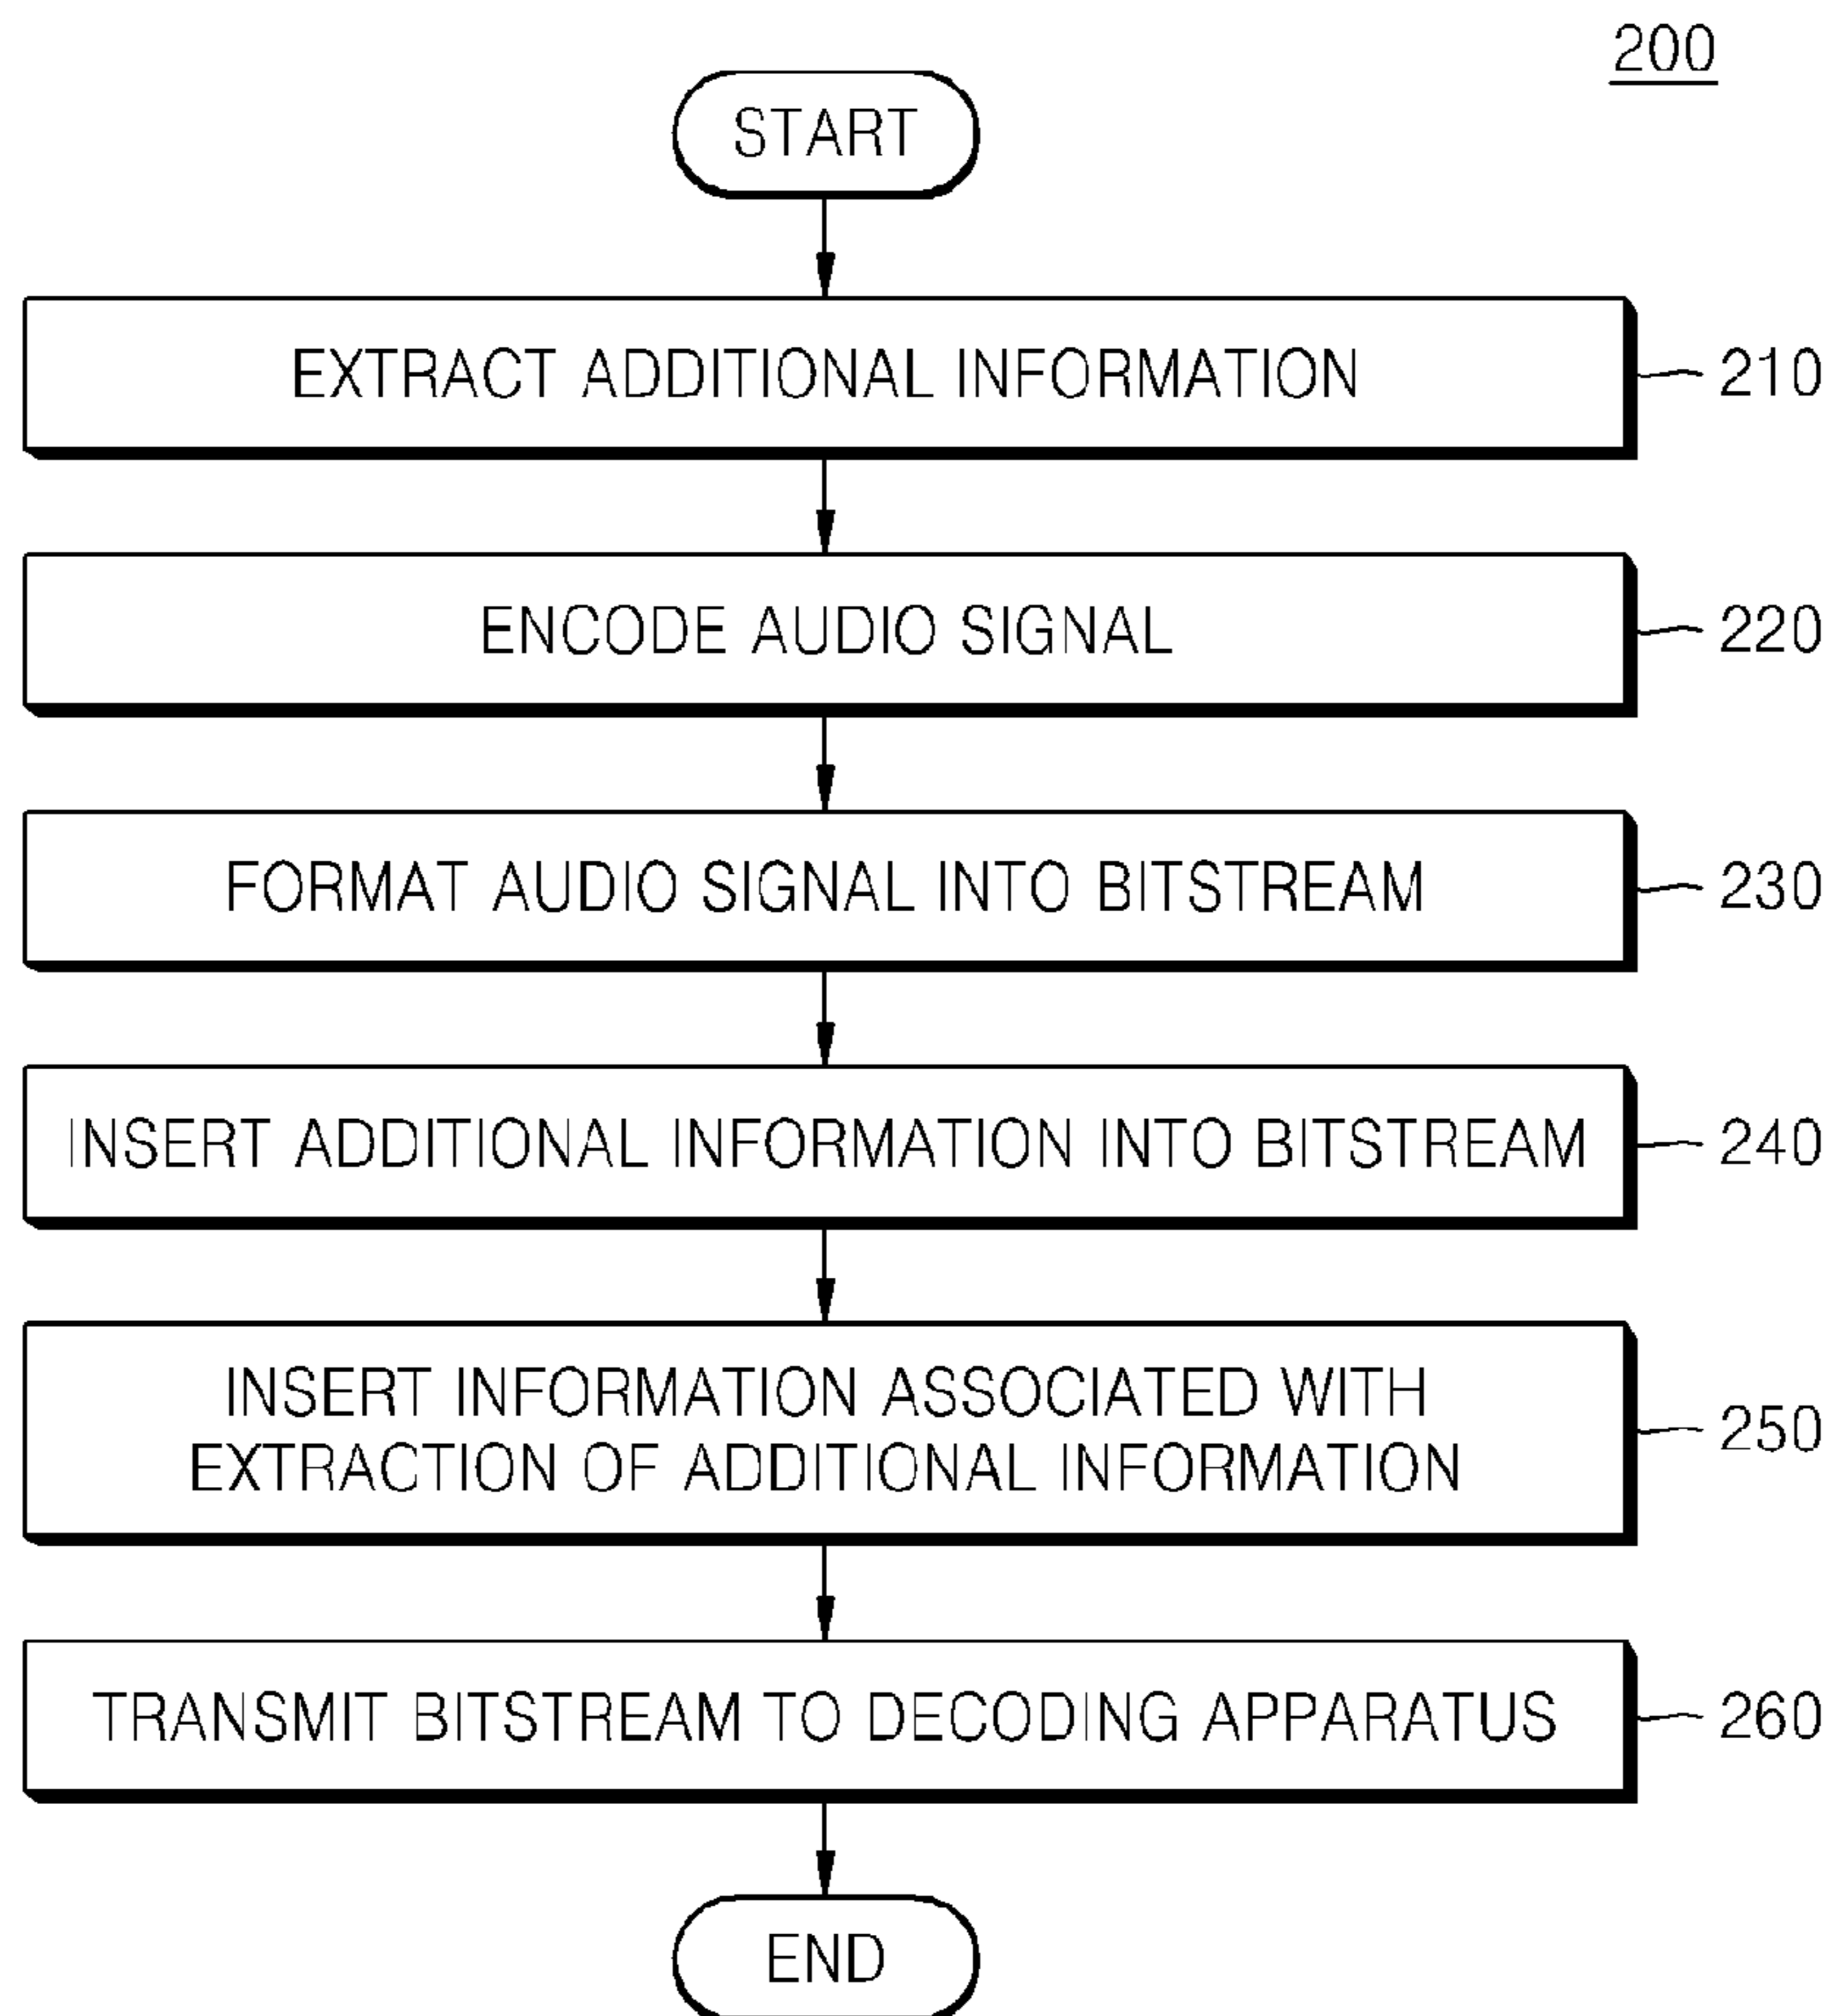 200
START
EXTRACT ADDITIONAL INFORMATION
210
ENCODE AUDIO SIGNAL
220
FORMAT AUDIO SIGNAL INTO BITSTREAM
230
INSERT ADDITIONAL INFORMATION INTO BITSTREAM
240
INSERT INFORMATION ASSOCIATED WITH
EXTRACTION OF ADDITIONAL INFORMATION
250
TRANSMIT BITSTREAM TO DECODING APPARATUS
260
END